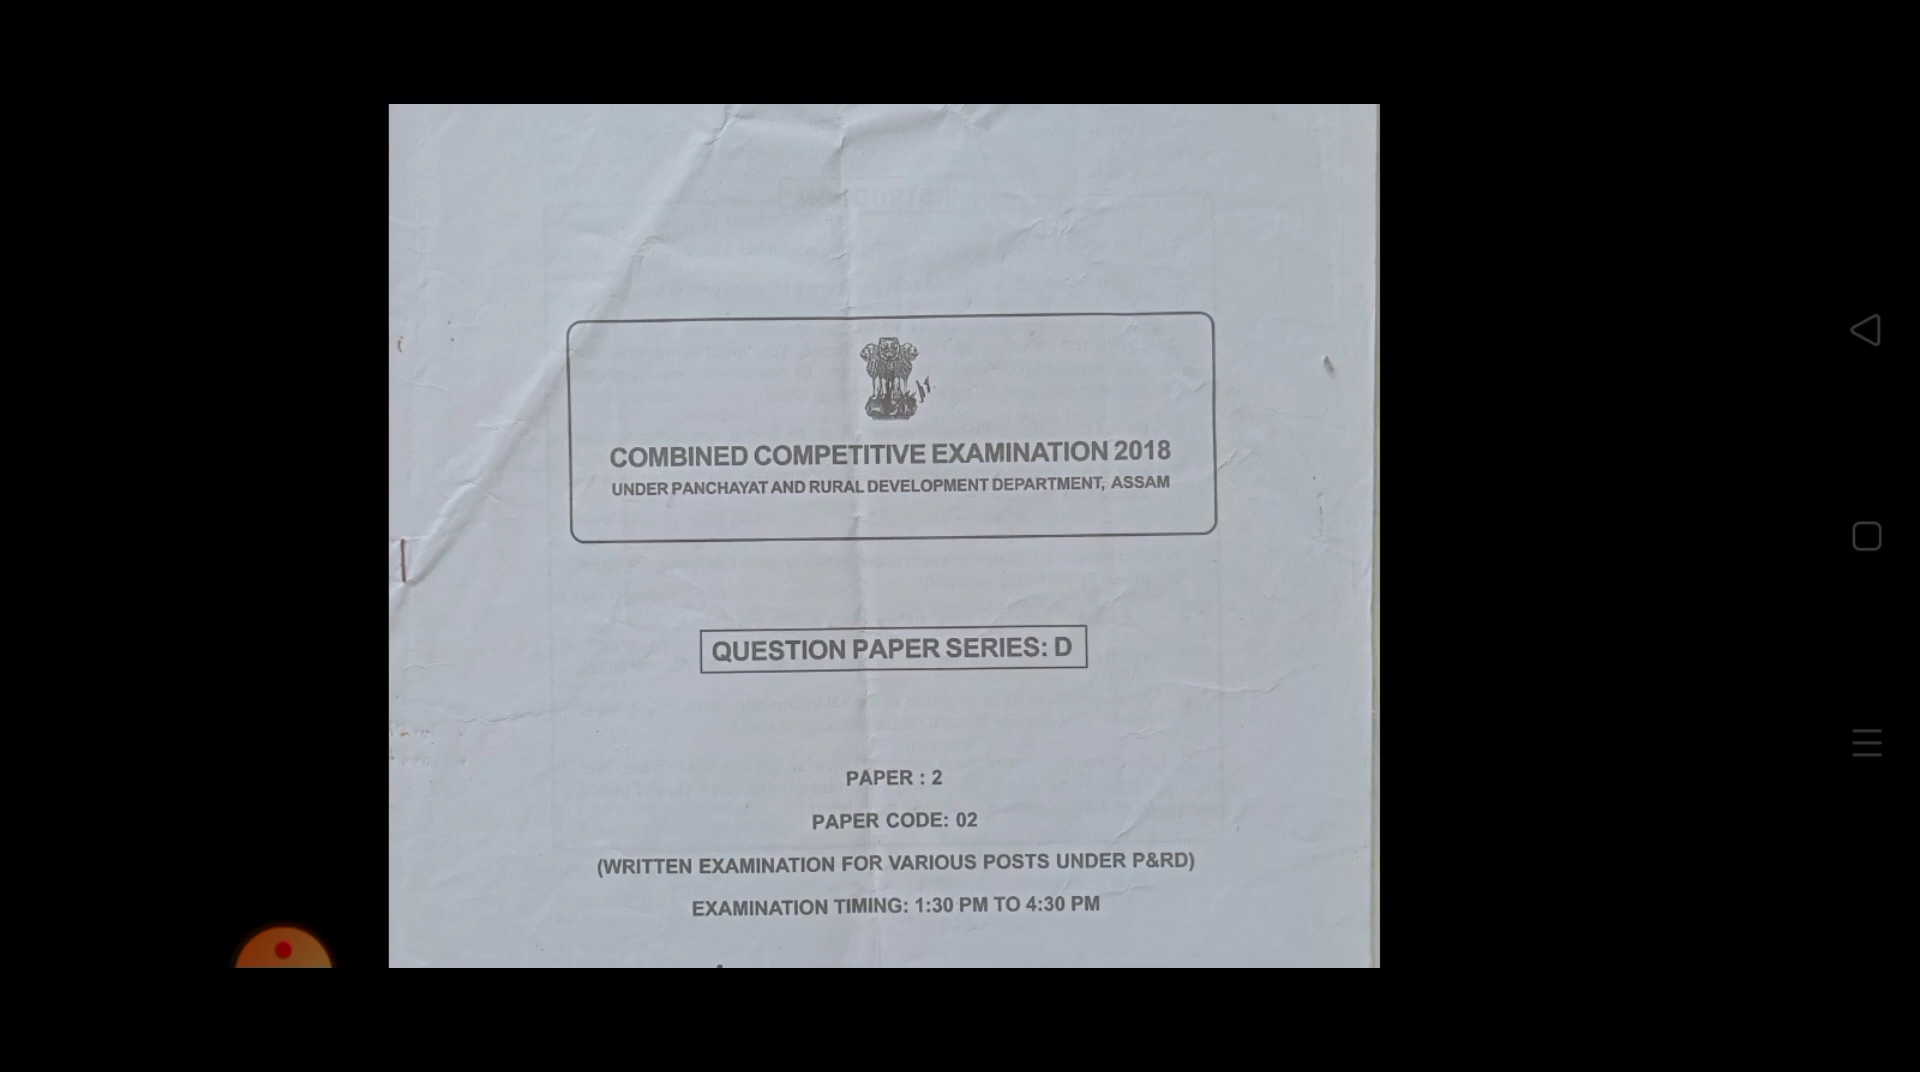 COMBINED COMPETITIVE EXAMINATION 2018
UNDER PANCHAYAT AND RURAL DEVELOPMENT DEPARTMENT, ASSAM
QUESTION PAPER SERIES: D
PAPER : 2
PAPER CODE: 02
(WRITTEN EXAMINATION FOR VARIOUS POSTS UNDER P&RD)
EXAMINATION TIMING: 1:30 PM TO 4:30 PM